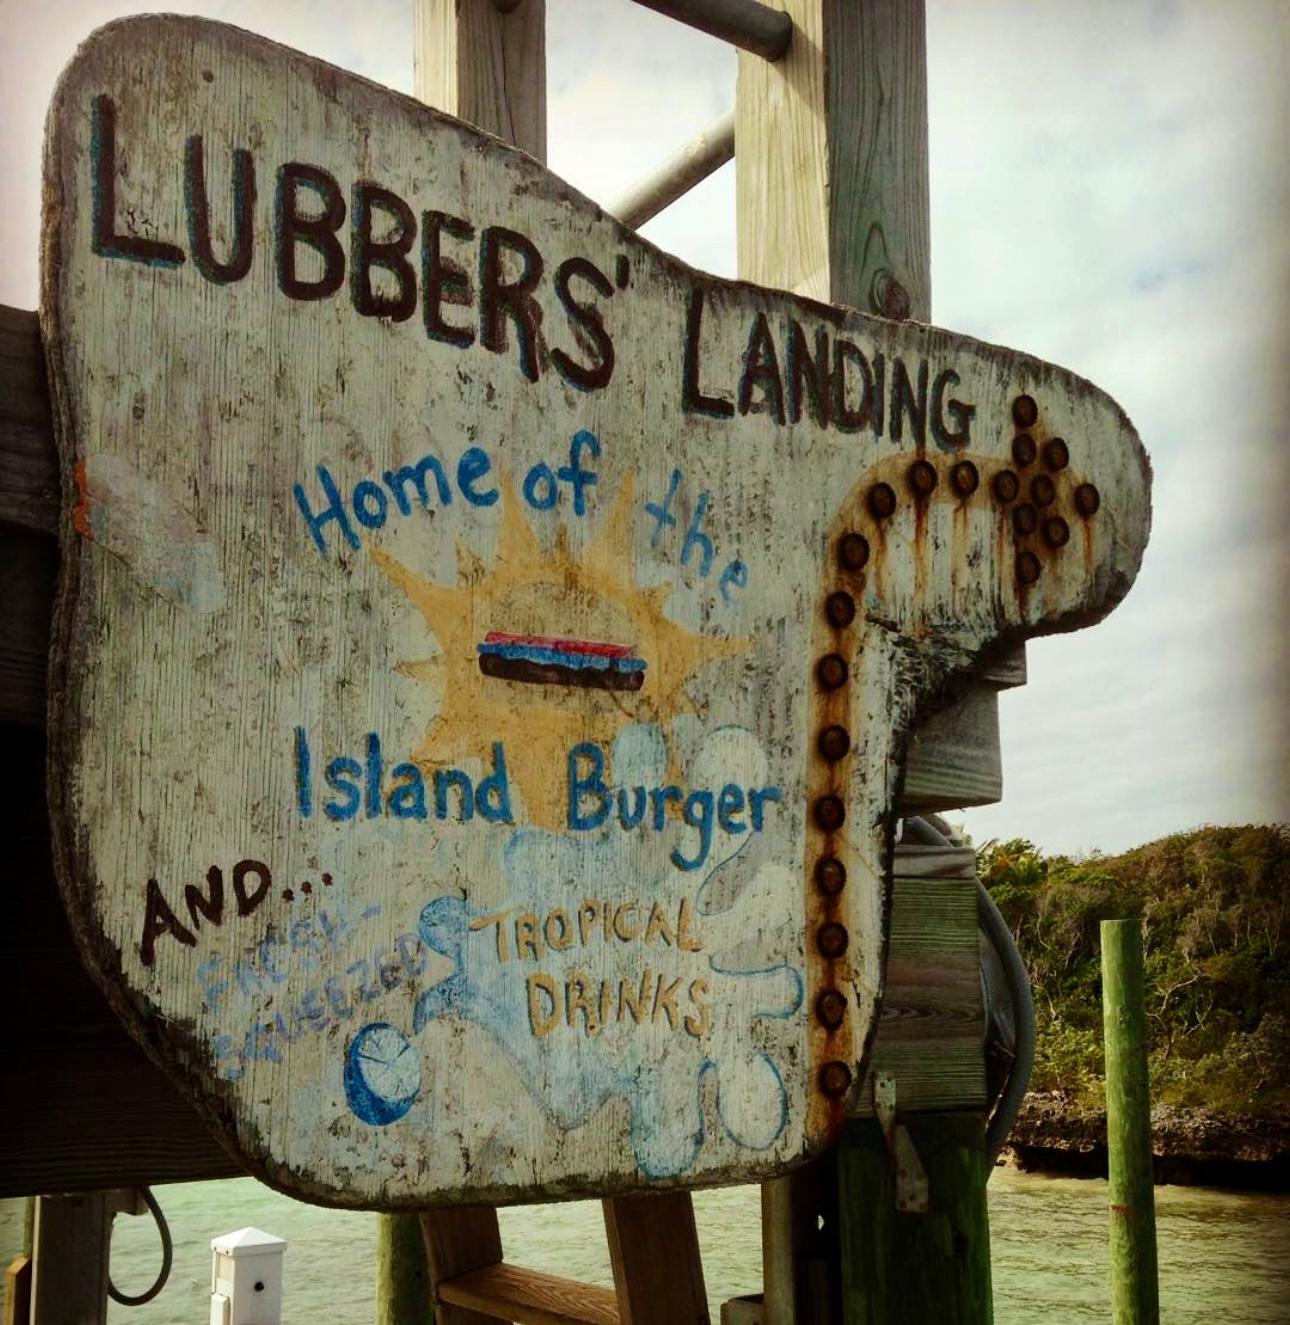 LUBBERS' LANDING
Home of the
Island Burger
AND...
FRESH-
SQUEEZED
TROPICAL
DRINKS